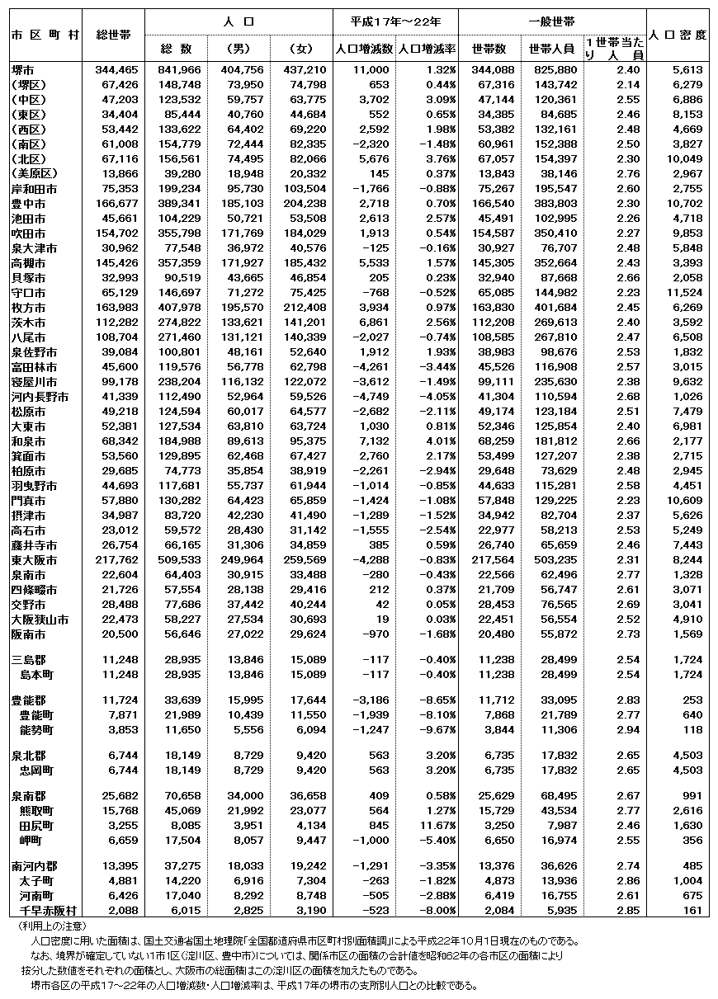 市区町村 総世帯 人口 平成17年～22年 一般世帯 人口密度
総数 （男） （女） 人口増減数 人口増減率 世帯数 世帯人員 １世帯当たり人員
堺市 344,465 841,966 404,756 437,210 11,000 1.32% 344,088 825,880 2.40 5,613
（堺区） 67,426 148,748 73,950 74,798 653 0.44% 67,316 143,742 2.14 6,279
（中区） 47,203 123,532 59,757 63,775 3,702 3.09% 47,144 120,361 2.55 6,886
（東区） 34,404 85,444 40,760 44,684 552 0.65% 34,385 84,685 2.46 8,153
（西区） 53,442 133,622 64,402 69,220 2,592 1.98% 53,382 132,161 2.48 4,669
（南区） 61,008 154,779 72,444 82,335 −2,320 −1.48% 60,961 152,388 2.50 3,827
（北区） 67,116 156,561 74,495 82,066 5,676 3.76% 67,057 154,397 2.30 10,049
（美原区） 13,866 39,280 18,948 20,332 145 0.37% 13,843 38,146 2.76 2,967
岸和田市 75,353 199,234 95,730 103,504 −1,766 −0.88% 75,267 195,547 2.60 2,755
豊中市 166,677 389,341 185,103 204,238 2,718 0.70% 166,540 383,803 2.30 10,702
池田市 45,661 104,229 50,721 53,508 2,613 2.57% 45,491 102,995 2.26 4,718
吹田市 154,702 355,798 171,769 184,029 1,913 0.54% 154,587 350,410 2.27 9,853
泉大津市 30,962 77,548 36,972 40,576 −125 −0.16% 30,927 76,707 2.48 5,848
高槻市 145,426 357,359 171,927 185,432 5,533 1.57% 145,305 352,664 2.43 3,393
貝塚市 32,993 90,519 43,665 46,854 205 0.23% 32,940 87,668 2.66 2,058
守口市 65,129 146,697 71,272 75,425 −768 −0.52% 65,085 144,982 2.23 11,524
枚方市 163,983 407,978 195,570 212,408 3,934 0.97% 163,830 401,684 2.45 6,269
茨木市 112,282 274,822 133,621 141,201 6,861 2.56% 112,208 269,613 2.40 3,592
八尾市 108,704 271,460 131,121 140,339 −2,027 −0.74% 108,585 267,810 2.47 6,508
泉佐野市 39,084 100,801 48,161 52,640 1,912 1.93% 38,983 98,676 2.53 1,832
富田林市 45,600 119,576 56,778 62,798 −4,261 −3.44% 45,526 116,908 2.57 3,015
寝屋川市 99,178 238,204 116,132 122,072 −3,612 −1.49% 99,111 235,630 2.38 9,632
河内長野市 41,339 112,490 52,964 59,526 −4,749 −4.05% 41,304 110,594 2.68 1,026
松原市 49,218 124,594 60,017 64,577 −2,682 −2.11% 49,174 123,184 2.51 7,479
大東市 52,381 127,534 63,810 63,724 1,030 0.81% 52,346 125,854 2.40 6,981
和泉市 68,342 184,988 89,613 95,375 7,132 4.01% 68,259 181,812 2.66 2,177
箕面市 53,560 129,895 62,468 67,427 2,760 2.17% 53,499 127,207 2.38 2,715
柏原市 29,685 74,773 35,854 38,919 −2,261 −2.94% 29,648 73,629 2.48 2,945
羽曳野市 44,693 117,681 55,737 61,944 −1,014 −0.85% 44,633 115,281 2.58 4,451
門真市 57,880 130,282 64,423 65,859 −1,424 −1.08% 57,848 129,225 2.23 10,609
摂津市 34,987 83,720 42,230 41,490 −1,289 −1.52% 34,942 82,704 2.37 5,626
高石市 23,012 59,572 28,430 31,142 −1,555 −2.54% 22,977 58,213 2.53 5,249
藤井寺市 26,754 66,165 31,306 34,859 385 0.59% 26,740 65,659 2.46 7,443
東大阪市 217,762 509,533 249,964 259,569 −4,288 −0.83% 217,564 503,235 2.31 8,244
泉南市 22,604 64,403 30,915 33,488 −280 −0.43% 22,566 62,496 2.77 1,328
四條畷市 21,726 57,554 28,138 29,416 212 0.37% 21,709 56,747 2.61 3,071
交野市 28,488 77,686 37,442 40,244 42 0.05% 28,453 76,565 2.69 3,041
大阪狭山市 22,473 58,227 27,534 30,693 19 0.03% 22,451 56,554 2.52 4,910
阪南市 20,500 56,646 27,022 29,624 −970 −1.68% 20,480 55,872 2.73 1,569
三島郡 11,248 28,935 13,846 15,089 −117 −0.40% 11,238 28,499 2.54 1,724
島本町 11,248 28,935 13,846 15,089 −117 −0.40% 11,238 28,499 2.54 1,724
豊能郡 11,724 33,639 15,995 17,644 −3,186 −8.65% 11,712 33,095 2.83 253
豊能町 7,871 21,989 10,439 11,550 −1,939 −8.10% 7,868 21,789 2.77 640
能勢町 3,853 11,650 5,556 6,094 −1,247 −9.67% 3,844 11,306 2.94 118
泉北郡 6,744 18,149 8,729 9,420 563 3.20% 6,735 17,832 2.65 4,503
忠岡町 6,744 18,149 8,729 9,420 563 3.20% 6,735 17,832 2.65 4,503
泉南郡 25,682 70,658 34,000 36,658 409 0.58% 25,629 68,495 2.67 991
熊取町 15,768 45,069 21,992 23,077 564 1.27% 15,729 43,534 2.77 2,616
田尻町 3,255 8,085 3,951 4,134 845 11.67% 3,250 7,987 2.46 1,630
岬町 6,659 17,504 8,057 9,447 −1,000 −5.40% 6,650 16,974 2.55 356
南河内郡 13,395 37,275 18,033 19,242 −1,291 −3.35% 13,376 36,626 2.74 485
太子町 4,881 14,220 6,916 7,304 −263 −1.82% 4,873 13,936 2.86 1,004
河南町 6,426 17,040 8,292 8,748 −505 −2.88% 6,419 16,755 2.61 675
千早赤阪村 2,088 6,015 2,825 3,190 −523 −8.00% 2,084 5,935 2.85 161
（利用上の注意）
人口密度に用いた面積は、国土交通省国土地理院「全国都道府県市区町村別面積調」による平成22年10月1日現在のものである。
なお、境界が確定していない1市1区（淀川区、豊中市）については、関係市区の面積の合計値を昭和62年の各市区の面積により
按分した数値をそれぞれの面積とし、大阪市の総面積はこの淀川区の面積を加えたものである。
堺市各区の平成17～22年の人口増減数・人口増減率は、平成17年の堺市の支所別人口との比較である。